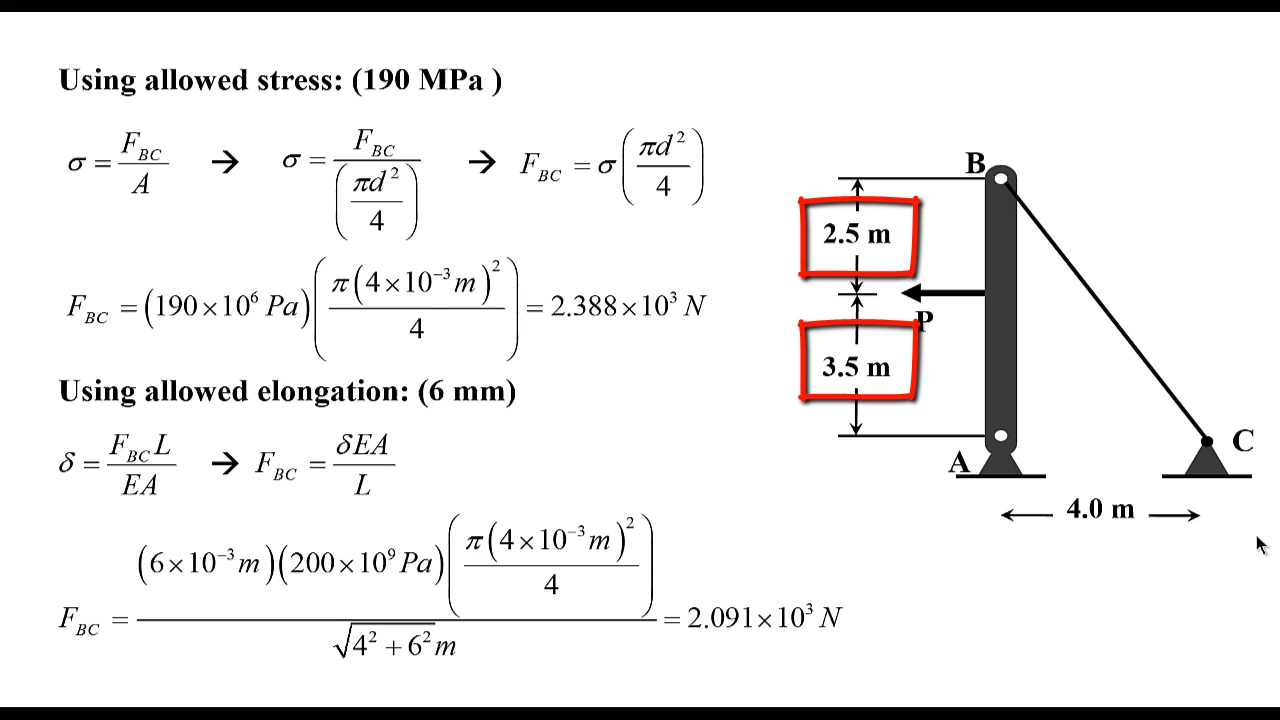 Using allowed stress: (190 MPa )
σ = F_BC / A → σ = F_BC / (πd² / 4) → F_BC = σ (πd² / 4)
F_BC = (190×10⁶ Pa) (π(4×10⁻³ m)² / 4) = 2.388×10³ N
Using allowed elongation: (6 mm)
δ = F_BC L / EA → F_BC = δEA / L
F_BC = (6×10⁻³ m)(200×10⁹ Pa) (π(4×10⁻³ m)² / 4) / √(4² + 6²) m = 2.091×10³ N
B
2.5 m
P
3.5 m
A
C
4.0 m